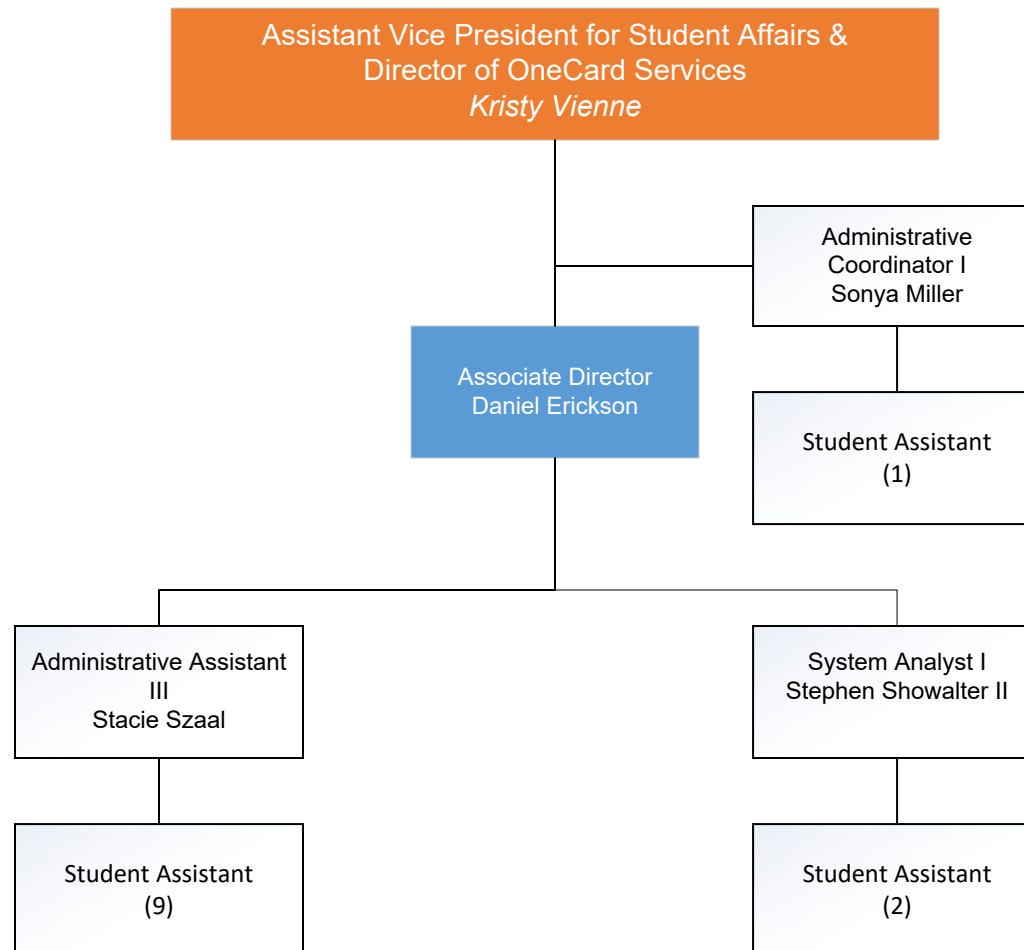 Assistant Vice President for Student Affairs &
Director of OneCard Services
Kristy Vienne
Administrative
Coordinator I
Sonya Miller
Associate Director
Daniel Erickson
Student Assistant
(1)
Administrative Assistant
III
Stacie Szaal
System Analyst I
Stephen Showalter II
Student Assistant
(9)
Student Assistant
(2)